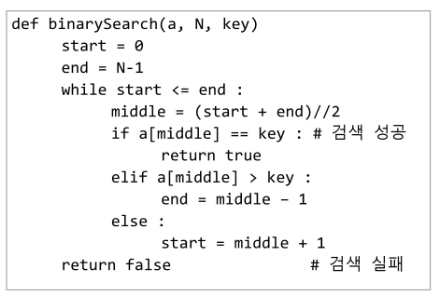 def binarySearch(a, N, key)
start = 0
end = N-1
while start <= end :
middle = (start + end)//2
if a[middle] == key : # 검색 성공
return true
elif a[middle] > key :
end = middle – 1
else :
start = middle + 1
return false # 검색 실패